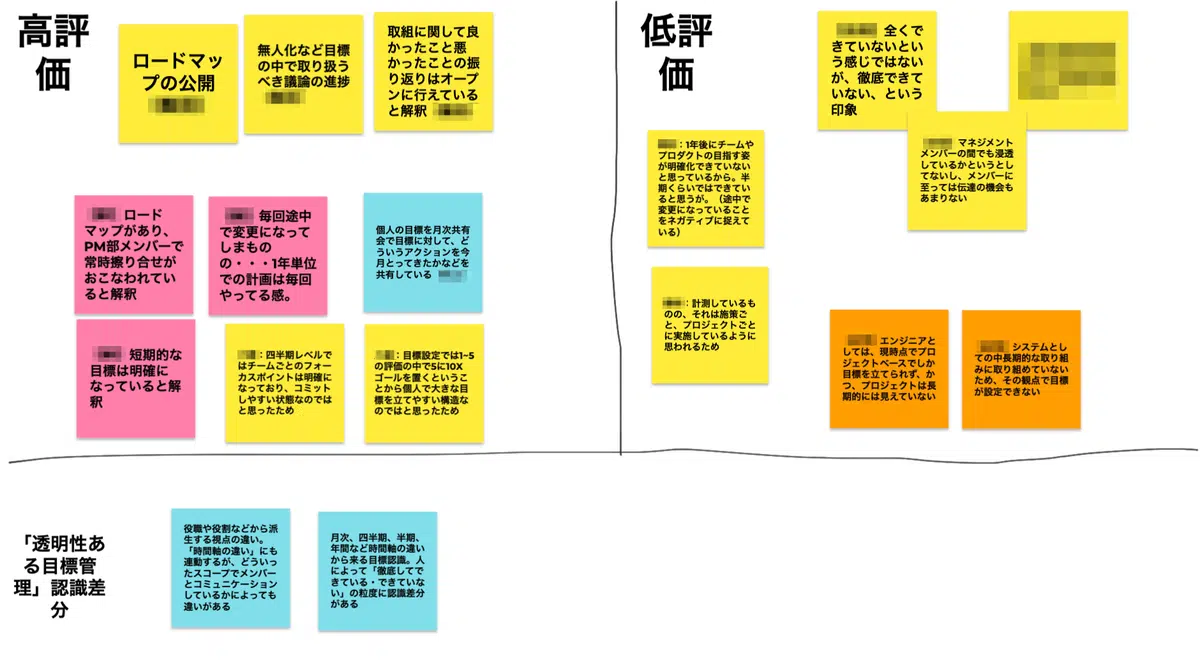 高評
価
ロードマッ
プの公開
無人化など目標
の中で取り扱う
べき議論の進捗
取組に関して良
かったこと悪
かったことの振
り返りはオープ
ンに行えている
と解釈
ロード
マップがあり、
PM部メンバーで
常時擦り合せが
おこなわれてい
ると解釈
毎回途中
で変更になって
しまもの
の・・・1年単位
での計画は毎回
やってる感。
個人の目標を月次共有
会で目標に対して、ど
ういうアクションを今
月とってきたかなどを
共有している
短期的な
目標は明確に
なっていると解
釈
：四半期レベルで
はチームごとのフォー
カスポイントは明確に
なっており、コミット
しやすい状態なのでは
と思ったため
：目標設定では1~5
の評価の中で5に10X
ゴールを置くというこ
とから個人で大きな目
標を立てやすい構造な
のではと思ったため
低評
価
全くで
きていないとい
う感じではない
が、徹底できて
いない、という
印象
マネジメント
メンバーの間でも浸透
しているかというとし
てないし、メンバーに
至っては伝達の機会も
あまりない
：1年後にチームや
プロダクトの目指す姿
が明確化できていない
と思っているから。半
期くらいではできてい
ると思うが。（途中で
変更になっていること
をネガティブに捉えて
いる）
：計測しているも
のの、それは施策ご
と、プロジェクトごと
に実施しているように
思われるため
エンジニアと
しては、現時点でプロ
ジェクトベースでしか
目標を立てられず、か
つ、プロジェクトは長
期的には見えていない
システムとし
ての中長期的な取り組
みに取り組めていない
ため、その観点で目標
が設定できない
「透明性あ
る目標管
理」認識差
分
役職や役割などから派
生する視点の違い。
「時間軸の違い」にも
連動するが、どういっ
たスコープでメンバー
とコミュニケーション
しているかによっても
違いがある
月次、四半期、半期、
年間など時間軸の違い
から来る目標認識。人
によって「徹底してで
きている・できていな
い」の粒度に認識差分
がある